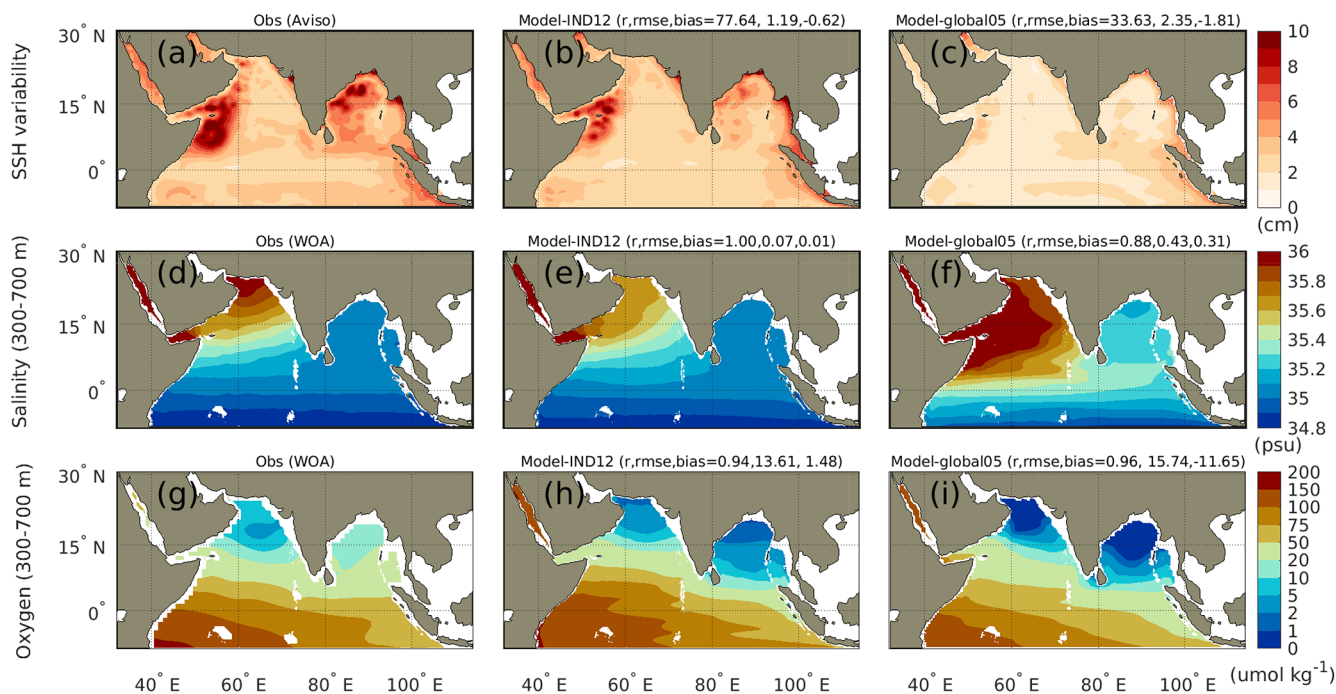 Obs (Aviso)
Model-IND12 (r,rmse,bias=77.64, 1.19,-0.62)
Model-global05 (r,rmse,bias=33.63, 2.35,-1.81)
SSH variability
30° N
15° N
0°
(a)
(b)
(c)
10
8
6
4
2
0
(cm)
Obs (WOA)
Model-IND12 (r,rmse,bias=1.00,0.07,0.01)
Model-global05 (r,rmse,bias=0.88,0.43,0.31)
Salinity (300-700 m)
30° N
15° N
0°
(d)
(e)
(f)
36
35.8
35.6
35.4
35.2
35
34.8
(psu)
Obs (WOA)
Model-IND12 (r,rmse,bias=0.94,13.61, 1.48)
Model-global05 (r,rmse,bias=0.96, 15.74,-11.65)
Oxygen (300-700 m)
30° N
15° N
0°
(g)
(h)
(i)
200
150
100
75
50
20
10
5
2
1
0
40° E 60° E 80° E 100° E
40° E 60° E 80° E 100° E
40° E 60° E 80° E 100° E
(umol kg⁻¹)